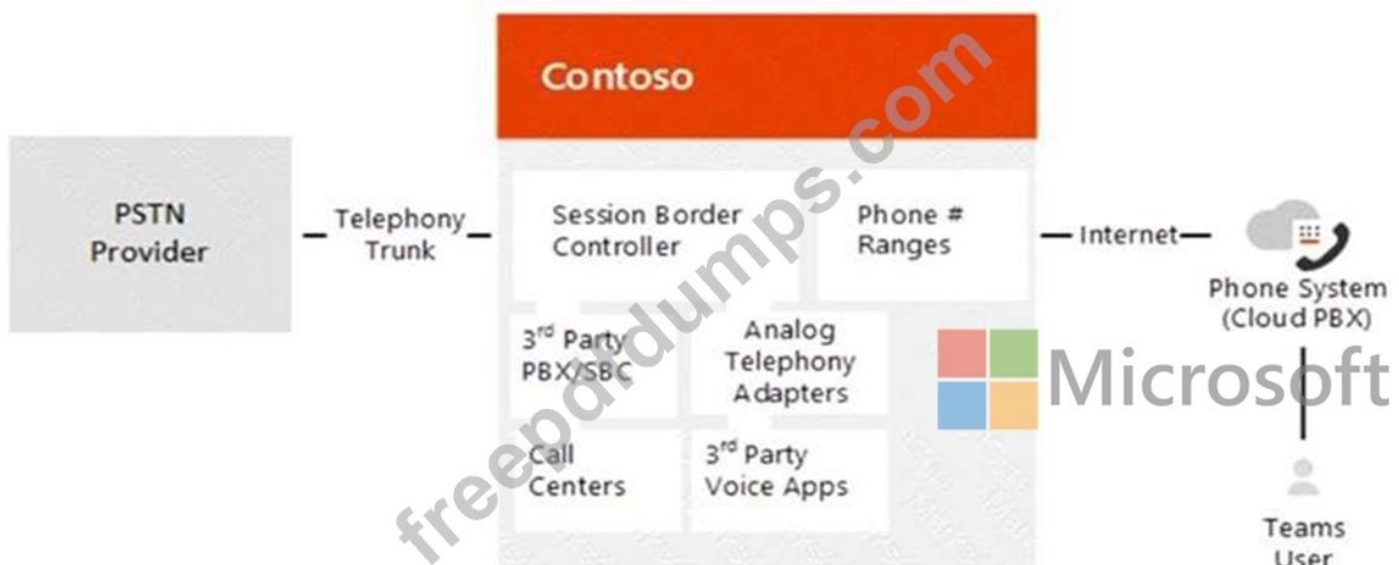 Contoso
PSTN
Provider
Telephony
Trunk
Session Border
Controller
Phone #
Ranges
Internet
Phone System
(Cloud PBX)
3rd Party
PBX/SBC
Analog
Telephony
Adapters
Microsoft
Call
Centers
3rd Party
Voice Apps
Teams
User
freepdfdumps.com